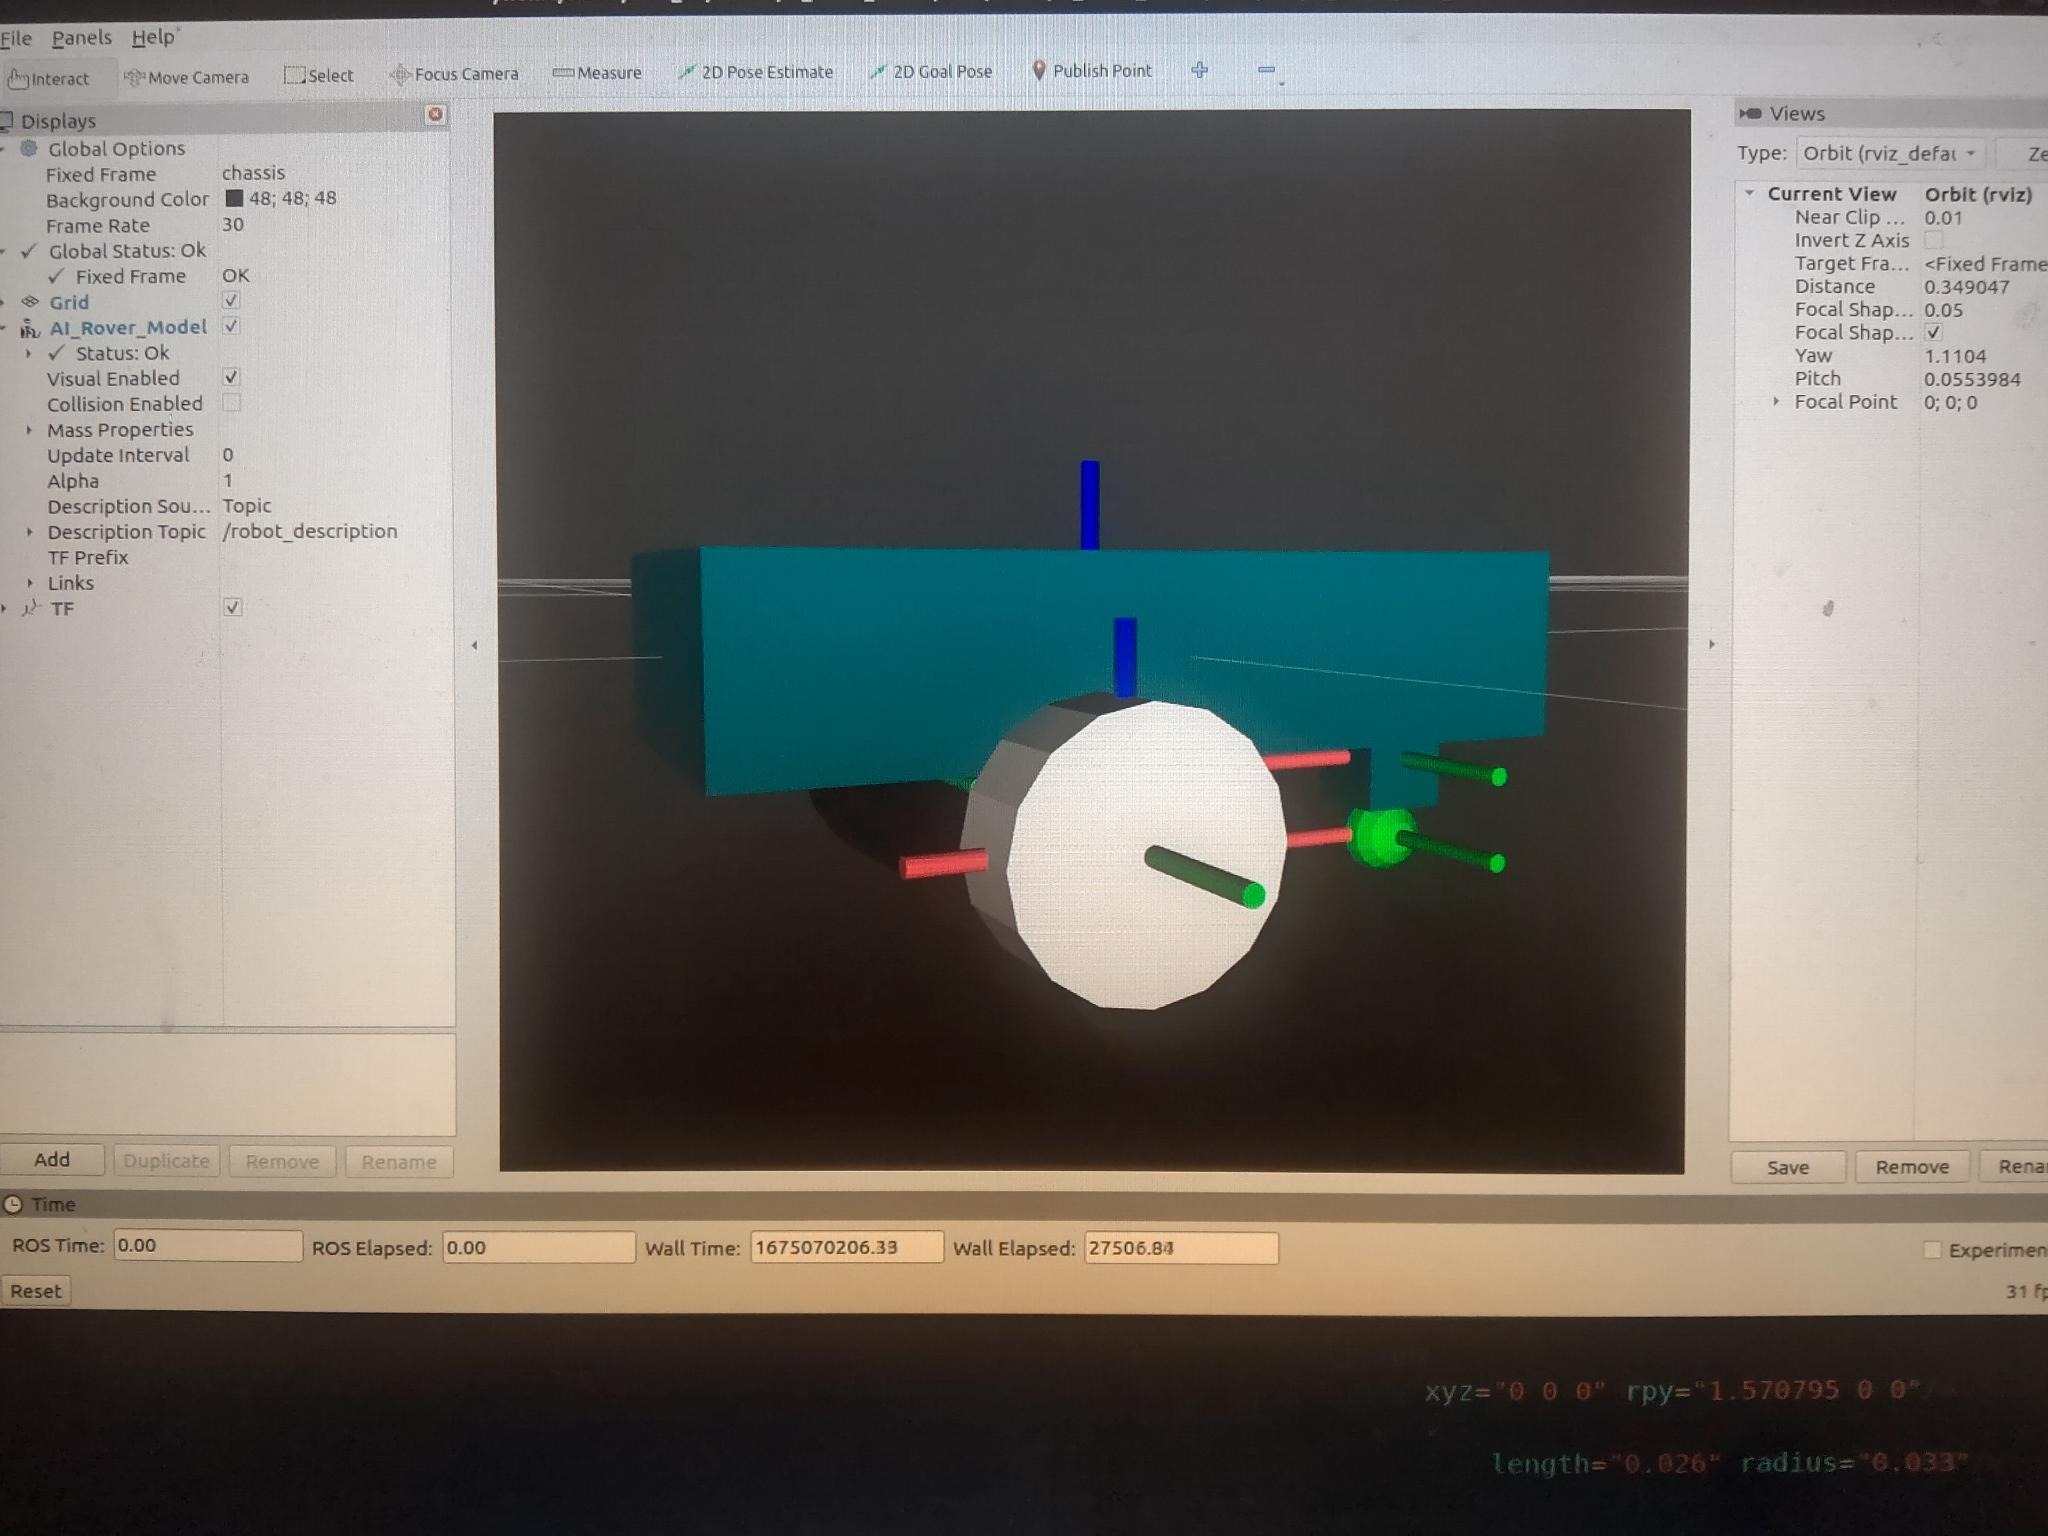 File Panels Help
Interact Move Camera Select Focus Camera Measure 2D Pose Estimate 2D Goal Pose Publish Point
Displays
Global Options
Fixed Frame chassis
Background Color 48; 48; 48
Frame Rate 30
Global Status: Ok
Fixed Frame OK
Grid
AI_Rover_Model
Status: Ok
Visual Enabled
Collision Enabled
Mass Properties
Update Interval 0
Alpha 1
Description Sou... Topic
Description Topic /robot_description
TF Prefix
Links
TF
Add Duplicate Remove Rename
Views
Type: Orbit (rviz_defau Ze
Current View Orbit (rviz)
Near Clip ... 0.01
Invert Z Axis
Target Fra... <Fixed Frame
Distance 0.349047
Focal Shap... 0.05
Focal Shap...
Yaw 1.1104
Pitch 0.0553984
Focal Point 0; 0; 0
Save Remove Rena
Time
ROS Time: 0.00 ROS Elapsed: 0.00 Wall Time: 1675070206.33 Wall Elapsed: 27506.84 Experimen
Reset 31 fp
xyz="0 0 0" rpy="1.570795 0 0"
length="0.026" radius="0.033"